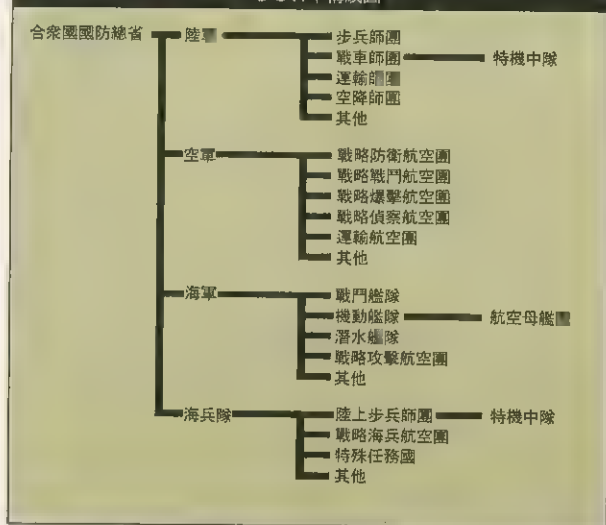 合衆國國防總省
陸
步兵師團
戰車師團
特機中隊
運輸
空降師團
其他
空軍
戰略防衛航空團
戰略戰鬥航空團
戰略爆擊航空團
戰略偵察航空團
運輸航空團
其他
海軍
戰鬥艦隊
機動艦隊
航空母艦
潛水艦隊
戰略攻擊航空團
其他
海兵隊
陸上步兵師團
特機中隊
戰略海兵航空團
特殊任務國
其他